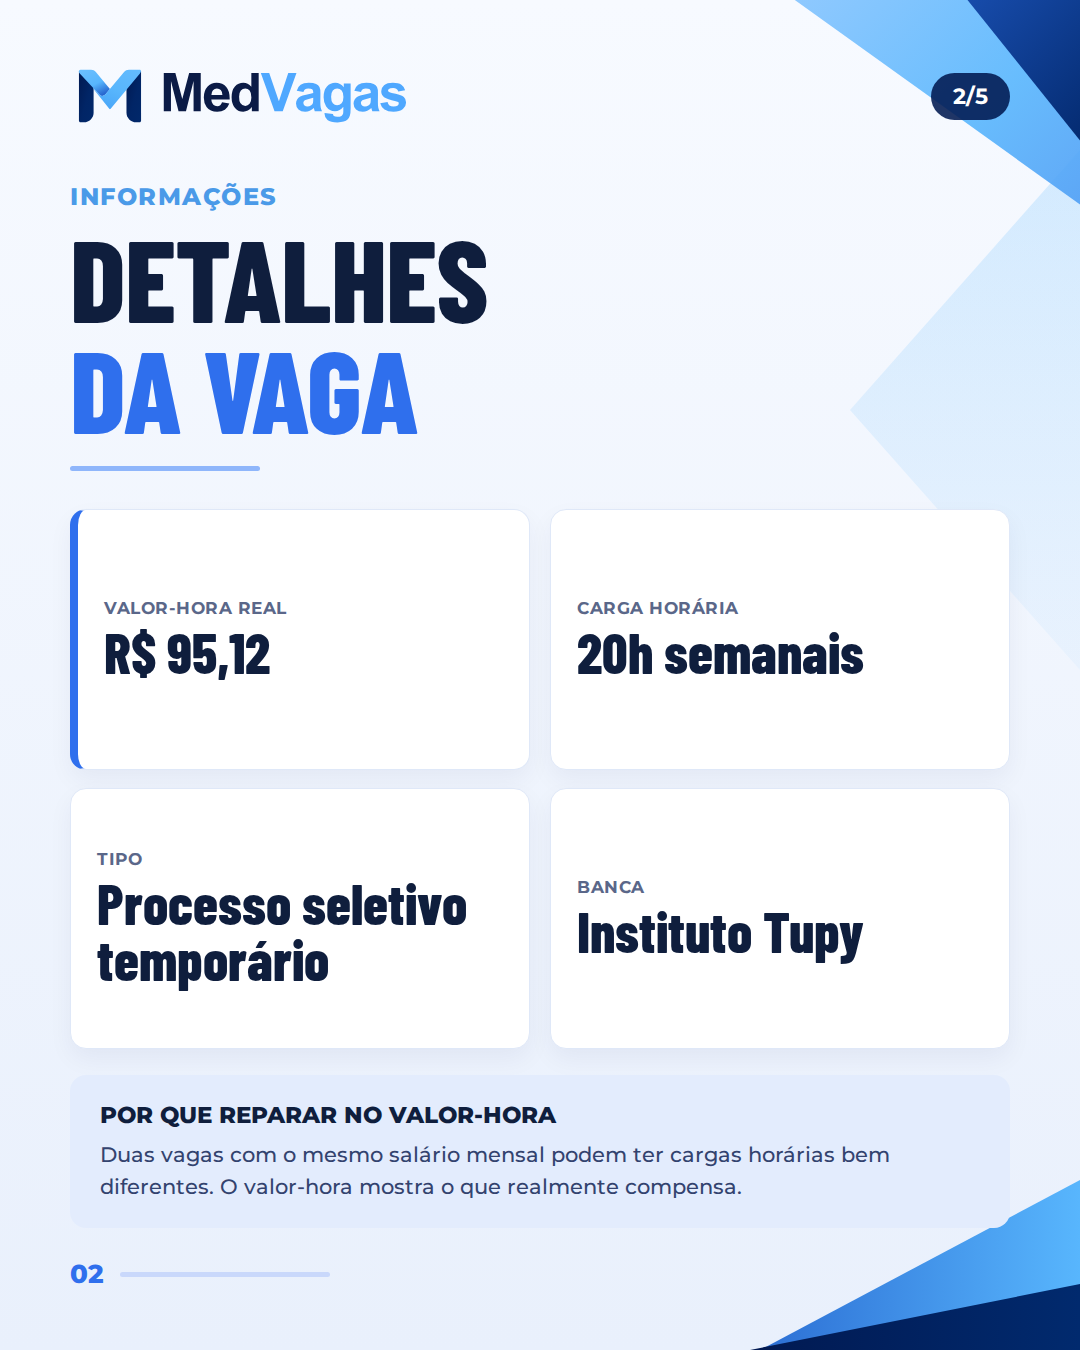 MedVagas
2/5
INFORMAÇÕES
DETALHES
DA VAGA
VALOR-HORA REAL
R$ 95,12
CARGA HORÁRIA
20h semanais
TIPO
Processo seletivo
temporário
BANCA
Instituto Tupy
POR QUE REPARAR NO VALOR-HORA
Duas vagas com o mesmo salário mensal podem ter cargas horárias bem
diferentes. O valor-hora mostra o que realmente compensa.
02